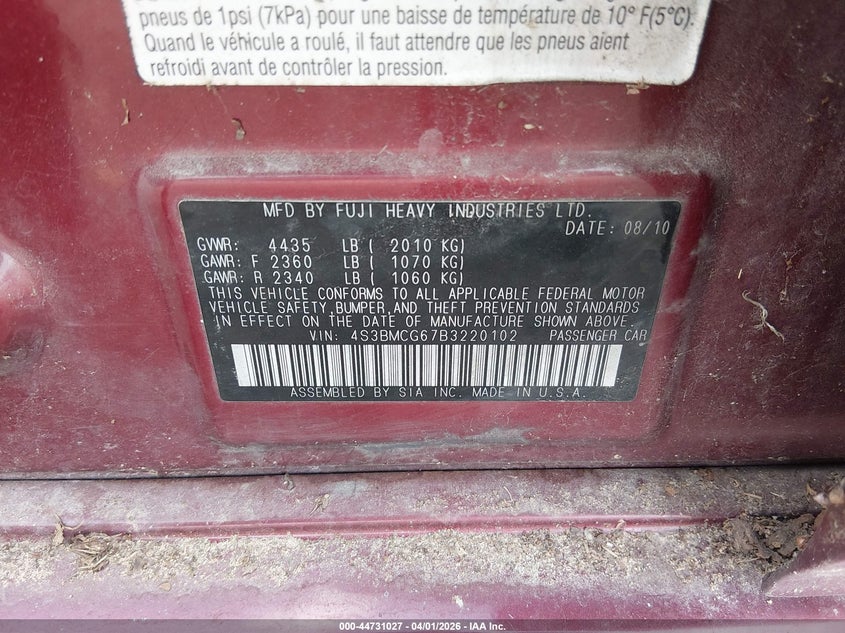 pneus de 1psi (7kPa) pour une baisse de température de 10° F(5°C).
Quand le véhicule a roulé, il faut attendre que les pneus aient
refroidi avant de contrôler la pression.
MFD BY FUJI HEAVY INDUSTRIES LTD.
DATE: 08/10
GVWR: 4435 LB ( 2010 KG)
GAWR: F 2360 LB ( 1070 KG)
GAWR: R 2340 LB ( 1060 KG)
THIS VEHICLE CONFORMS TO ALL APPLICABLE FEDERAL MOTOR
VEHICLE SAFETY,BUMPER,AND THEFT PREVENTION STANDARDS
IN EFFECT ON THE DATE OF MANUFACTURE SHOWN ABOVE.
VIN: 4S3BMCG67B3220102 PASSENGER CAR
ASSEMBLED BY SIA INC. MADE IN U.S.A.
000-44731027 - 04/01/2026 - IAA Inc.